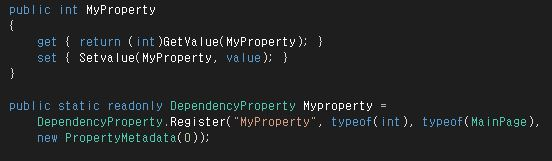 public int MyProperty
{
get { return (int)GetValue(MyProperty); }
set { Setvalue(MyProperty, value); }
}
public static readonly DependencyProperty Myproperty =
DependencyProperty.Register("MyProperty", typeof(int), typeof(MainPage),
new PropertyMetadata(0));